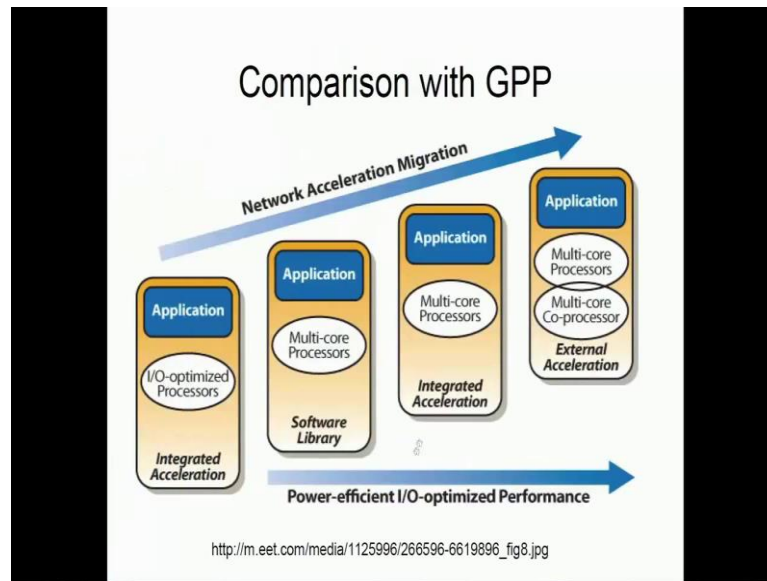 Comparison with GPP
Network Acceleration Migration
Application
I/O-optimized
Processors
Integrated
Acceleration
Application
Multi-core
Processors
Software
Library
Application
Multi-core
Processors
Integrated
Acceleration
Application
Multi-core
Processors
Multi-core
Co-processor
External
Acceleration
Power-efficient I/O-optimized Performance
http://m.eet.com/media/1125996/266596-6619896_fig8.jpg